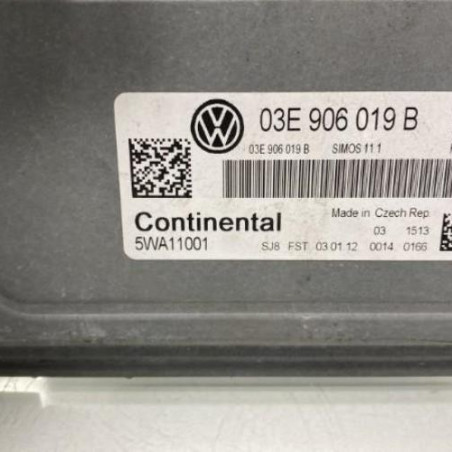 03E 906 019 B
03E 906 019 B SIMOS 11 1
Continental
5WA11001
Made in Czech Rep
03 1513
SJ8 FST 03 01 12 0014 0166